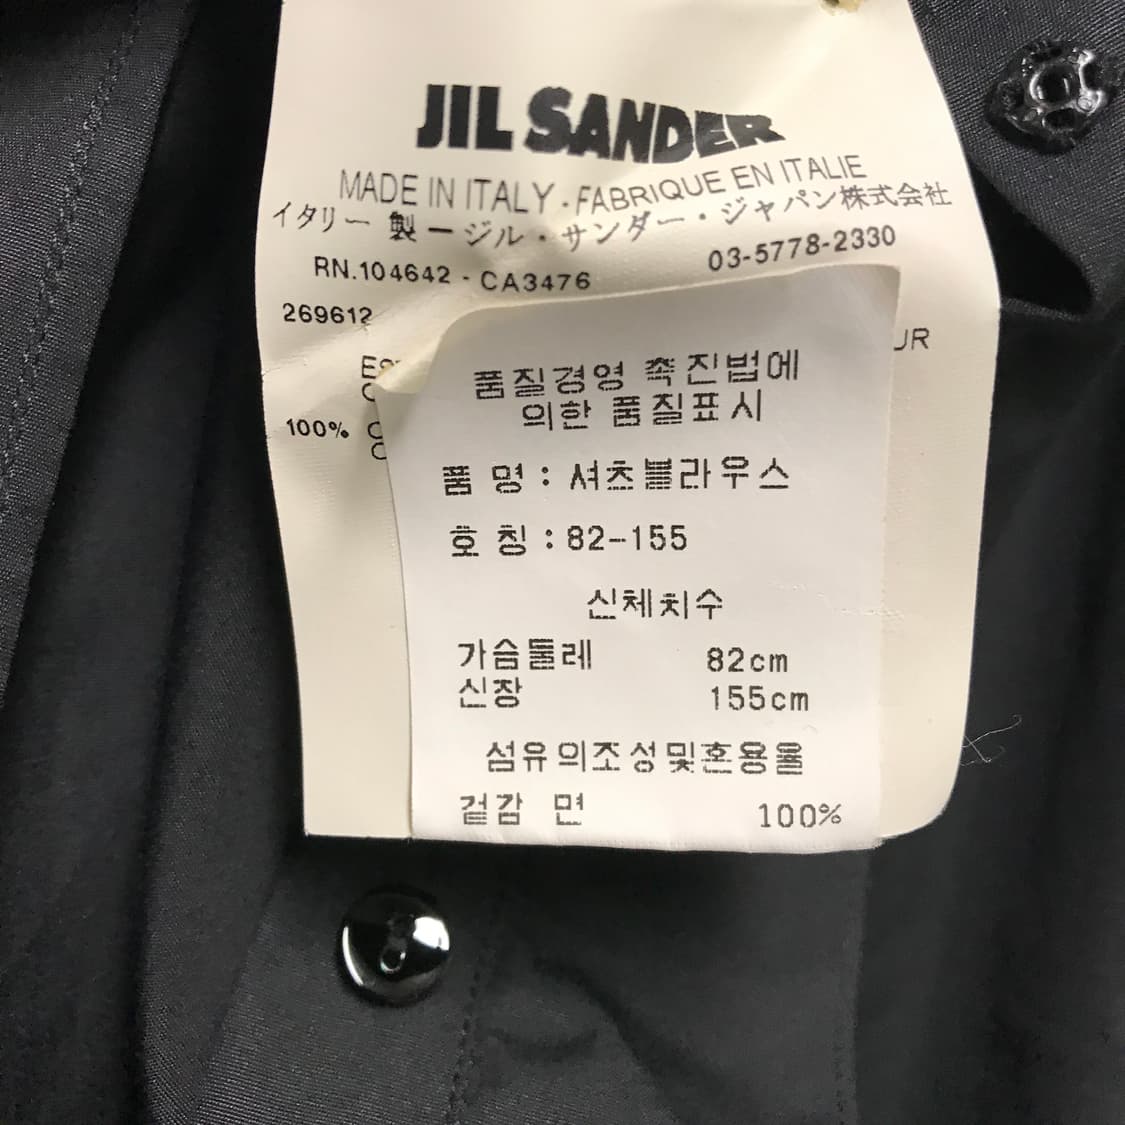 JIL SANDER
MADE IN ITALY - FABRIQUE EN ITALIE
イタリー 製 ー ジル・サンダー・ジャパン株式会社
RN.104642 - CA3476 03-5778-2330
269612
UR
100%
품질경영 촉진법에
의한 품질표시
품 명 : 셔츠블라우스
호 칭 : 82-155
신체치수
가슴둘레 82cm
신장 155cm
섬유의조성및혼용율
겉감 면 100%